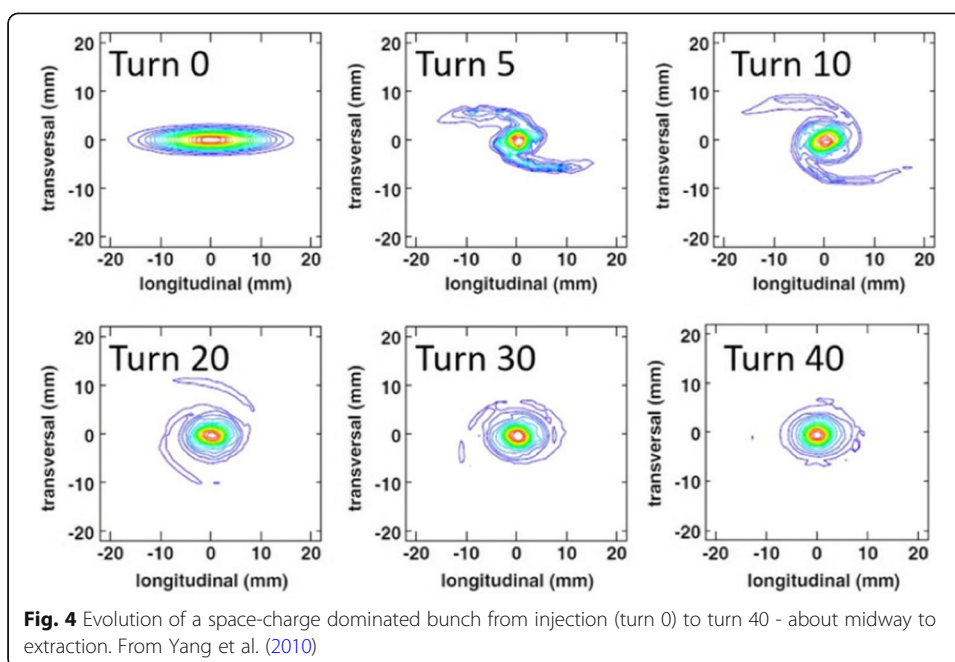 Turn 0
Turn 5
Turn 10
20
10
0
-10
-20
transversal (mm)
-20 -10 0 10 20
longitudinal (mm)
20
10
0
-10
-20
transversal (mm)
-20 -10 0 10 20
longitudinal (mm)
20
10
0
-10
-20
transversal (mm)
-20 -10 0 10 20
longitudinal (mm)
Turn 20
Turn 30
Turn 40
20
10
0
-10
-20
transversal (mm)
-20 -10 0 10 20
longitudinal (mm)
20
10
0
-10
-20
transversal (mm)
-20 -10 0 10 20
longitudinal (mm)
20
10
0
-10
-20
transversal (mm)
-20 -10 0 10 20
longitudinal (mm)
Fig. 4 Evolution of a space-charge dominated bunch from injection (turn 0) to turn 40 - about midway to
extraction. From Yang et al. (2010)